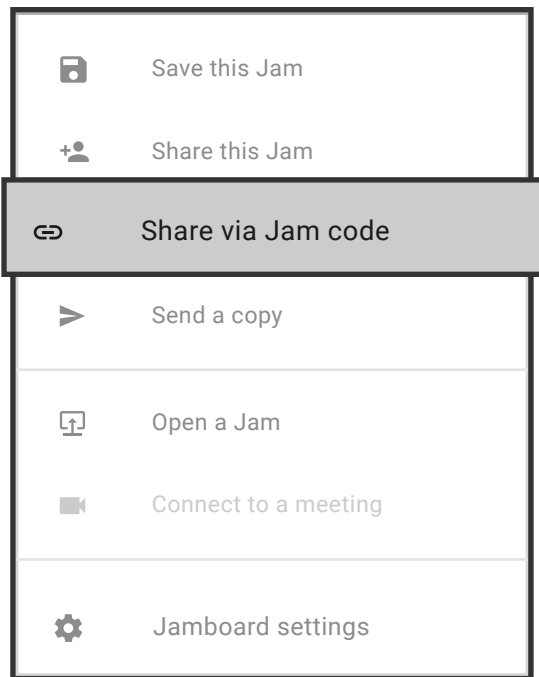 Save this Jam
Share this Jam
Share via Jam code
Send a copy
Open a Jam
Connect to a meeting
Jamboard settings